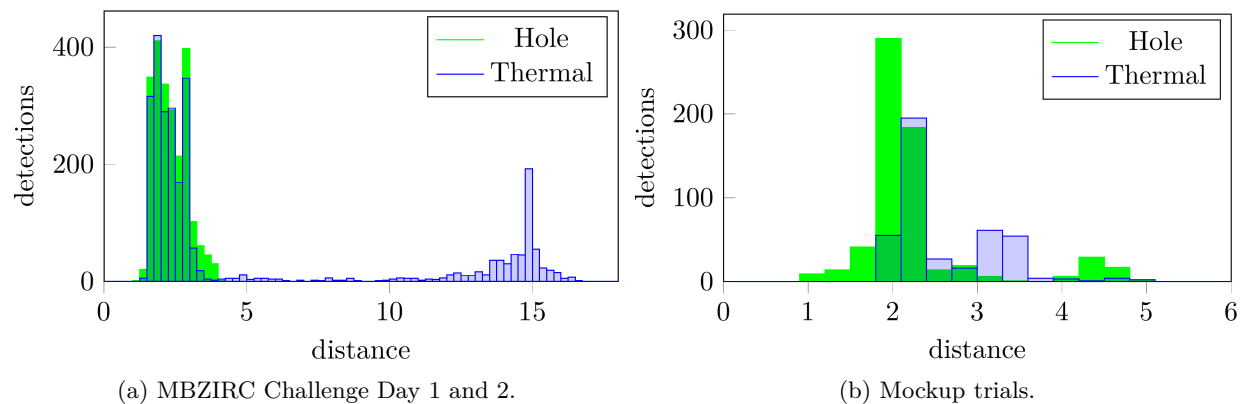 detections
400
200
0
0
5
10
15
distance
Hole
Thermal
(a) MBZIRC Challenge Day 1 and 2.
detections
300
200
100
0
0
1
2
3
4
5
6
distance
Hole
Thermal
(b) Mockup trials.